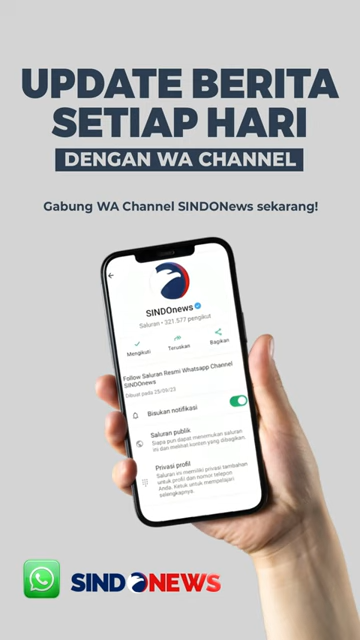 UPDATE BERITA
SETIAP HARI
DENGAN WA CHANNEL
Gabung WA Channel SINDONews sekarang!
SINDOnews
Saluran • 321.577 pengikut
Mengikuti
Teruskan
Bagikan
Follow Saluran Resmi Whatsapp Channel
SINDOnews
Dibuat pada 25/09/23
Bisukan notifikasi
Saluran publik
Siapa pun dapat menemukan saluran
ini dan melihat konten yang dibagikan.
Privasi profil
Saluran ini memiliki privasi tambahan
untuk profil dan nomor telepon
Anda. Ketuk untuk mempelajari
selengkapnya.
SINDONEWS